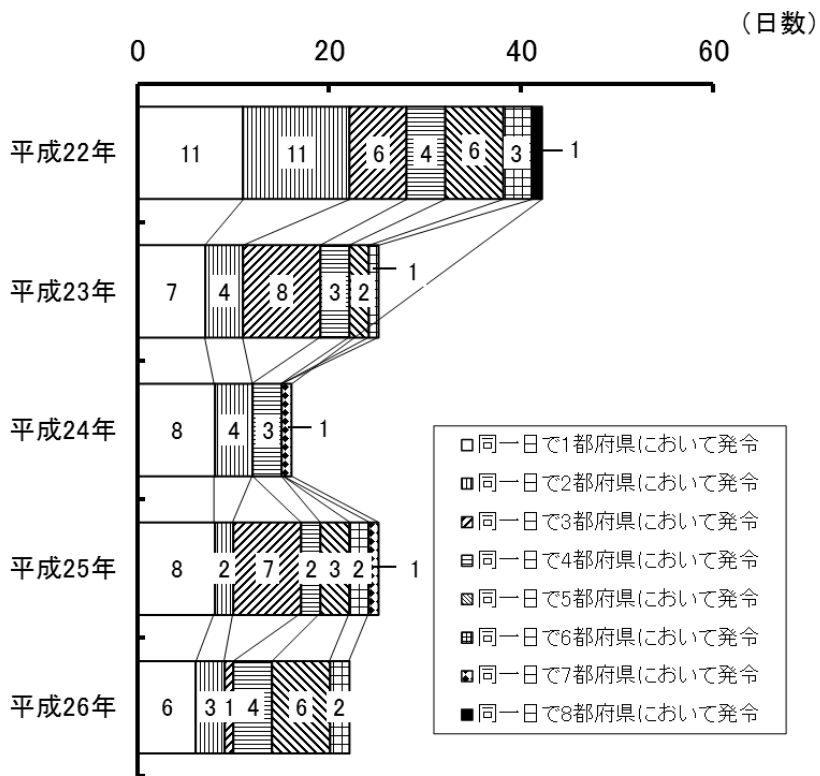 （日数）
0 20 40 60
平成22年 11 11 6 4 6 3 1
平成23年 7 4 8 3 2 1
平成24年 8 4 3 1
平成25年 8 2 7 2 3 2 1
平成26年 6 3 1 4 6 2
同一日で1都府県において発令
同一日で2都府県において発令
同一日で3都府県において発令
同一日で4都府県において発令
同一日で5都府県において発令
同一日で6都府県において発令
同一日で7都府県において発令
同一日で8都府県において発令